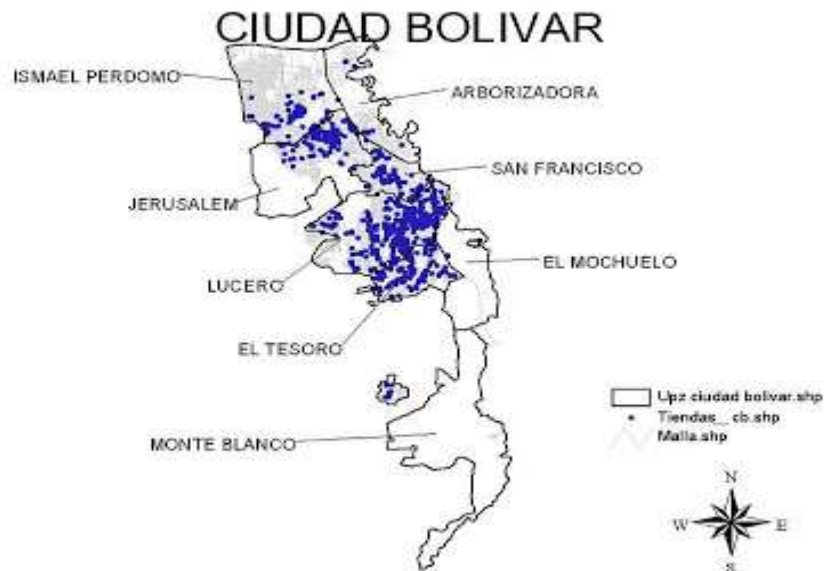 CIUDAD BOLIVAR
ISMAEL PERDOMO
ARBORIZADORA
SAN FRANCISCO
JERUSALEM
EL MOCHUELO
LUCERO
EL TESORO
MONTE BLANCO
Upz ciudad bolivar.shp
Tiendas_ cb.shp
Malla.shp
N
W E
S